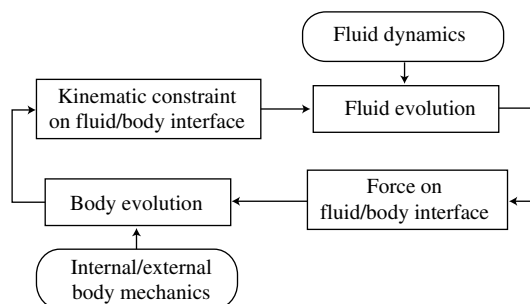 Fluid dynamics
Kinematic constraint
on fluid/body interface
Fluid evolution
Body evolution
Force on
fluid/body interface
Internal/external
body mechanics